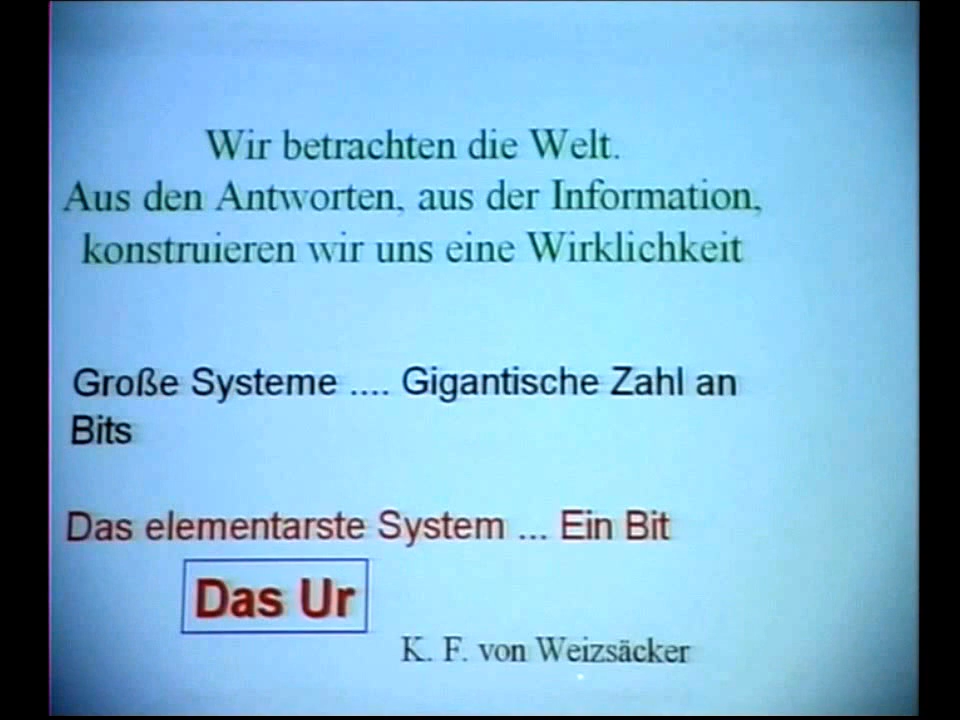 Wir betrachten die Welt.
Aus den Antworten, aus der Information,
konstruieren wir uns eine Wirklichkeit
Große Systeme .... Gigantische Zahl an
Bits
Das elementarste System ... Ein Bit
Das Ur
K. F. von Weizsäcker